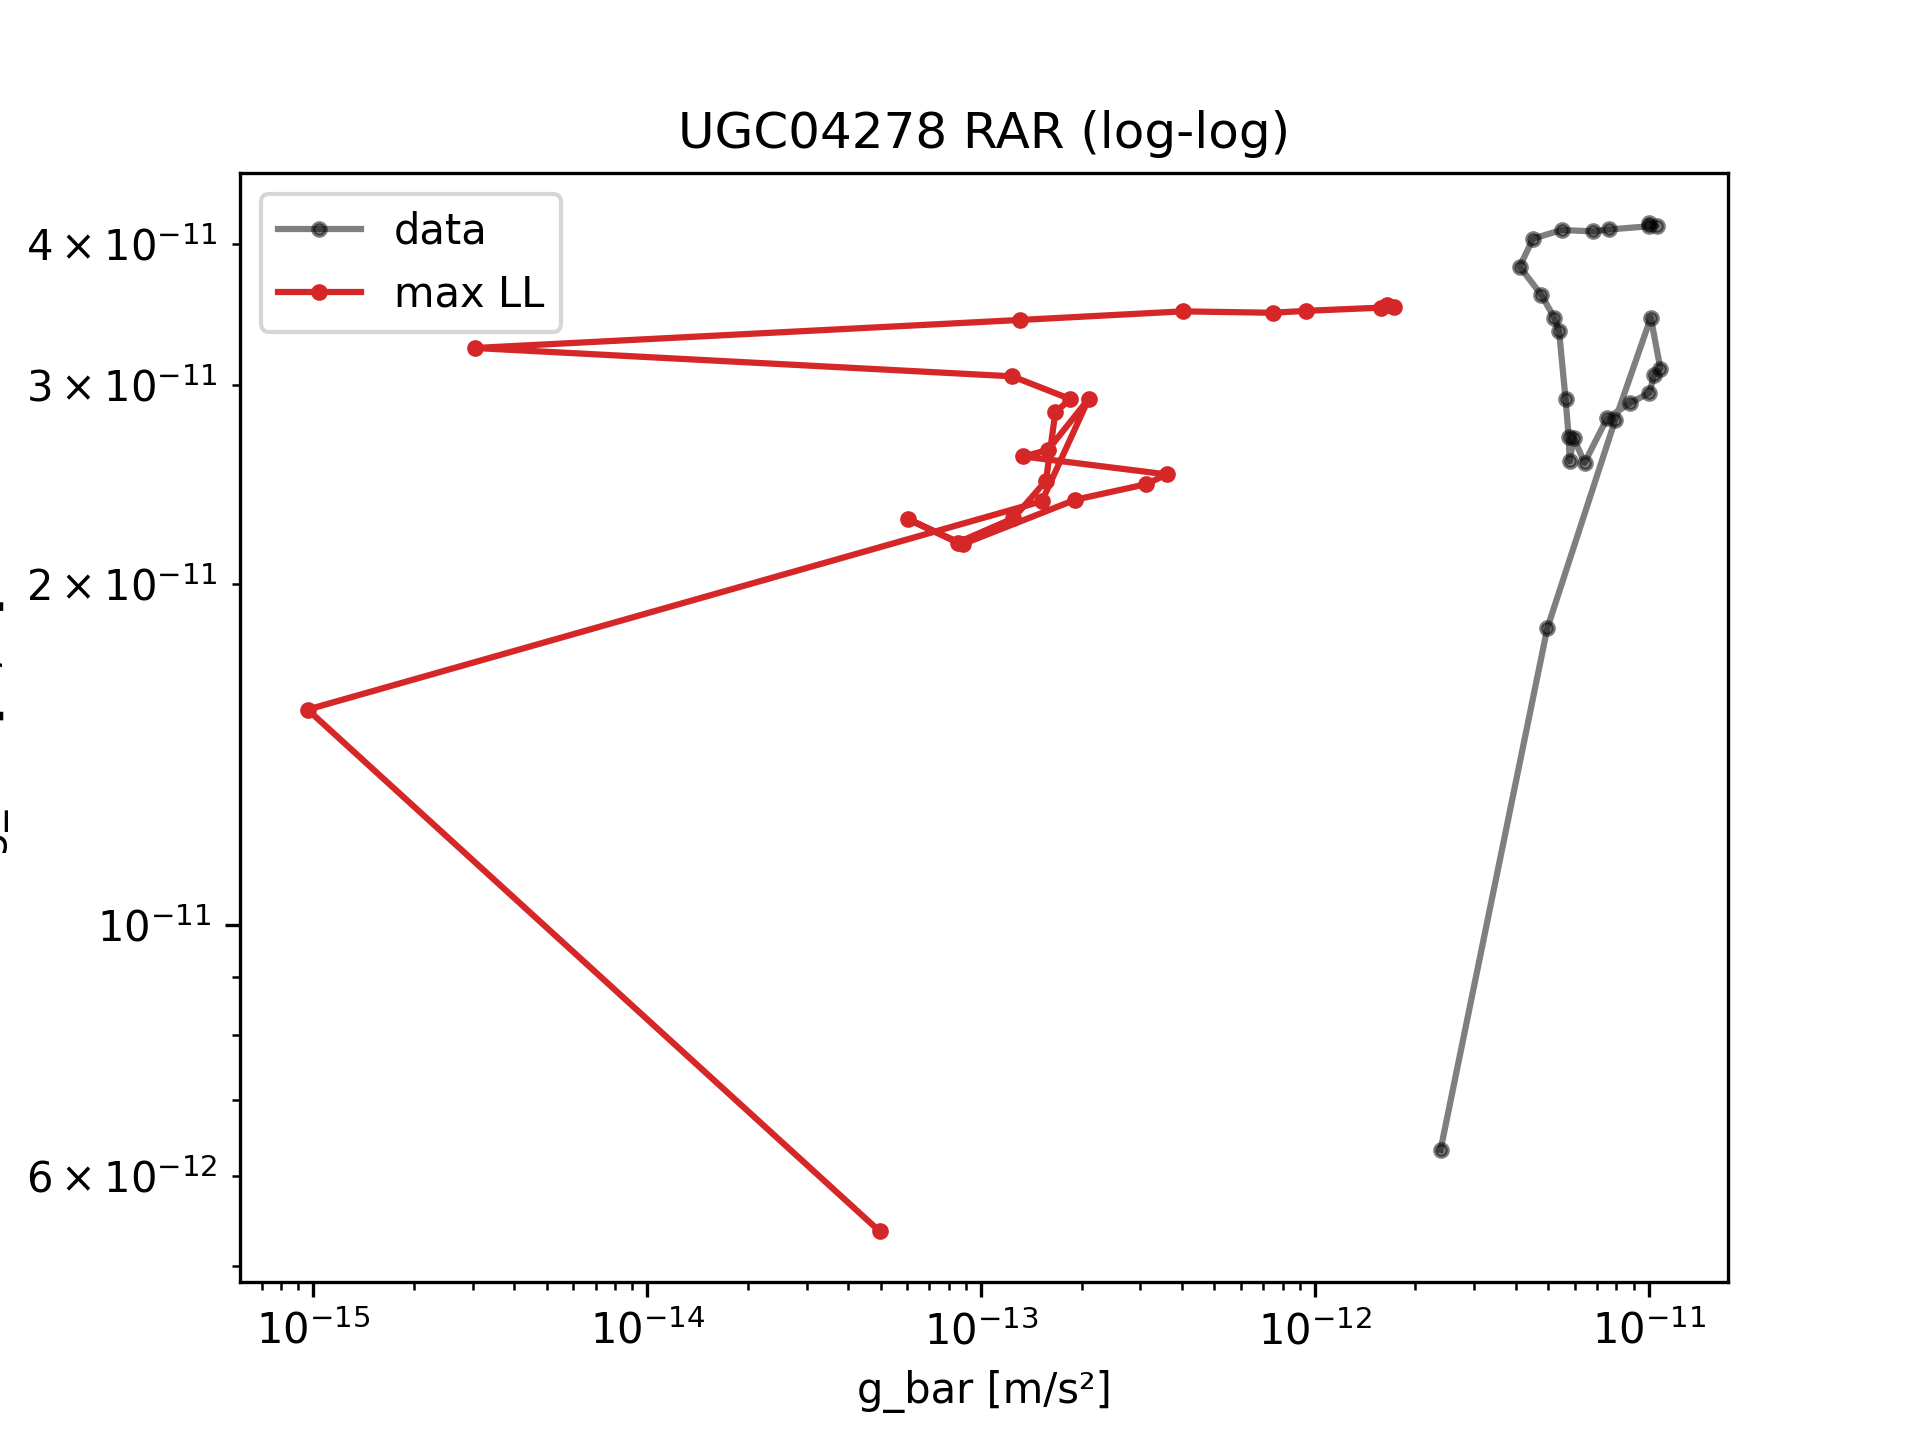 UGC04278 RAR (log-log)
data
max LL
4 × 10⁻¹¹
3 × 10⁻¹¹
2 × 10⁻¹¹
10⁻¹¹
6 × 10⁻¹²
10⁻¹⁵ 10⁻¹⁴ 10⁻¹³ 10⁻¹² 10⁻¹¹
g_bar [m/s²]